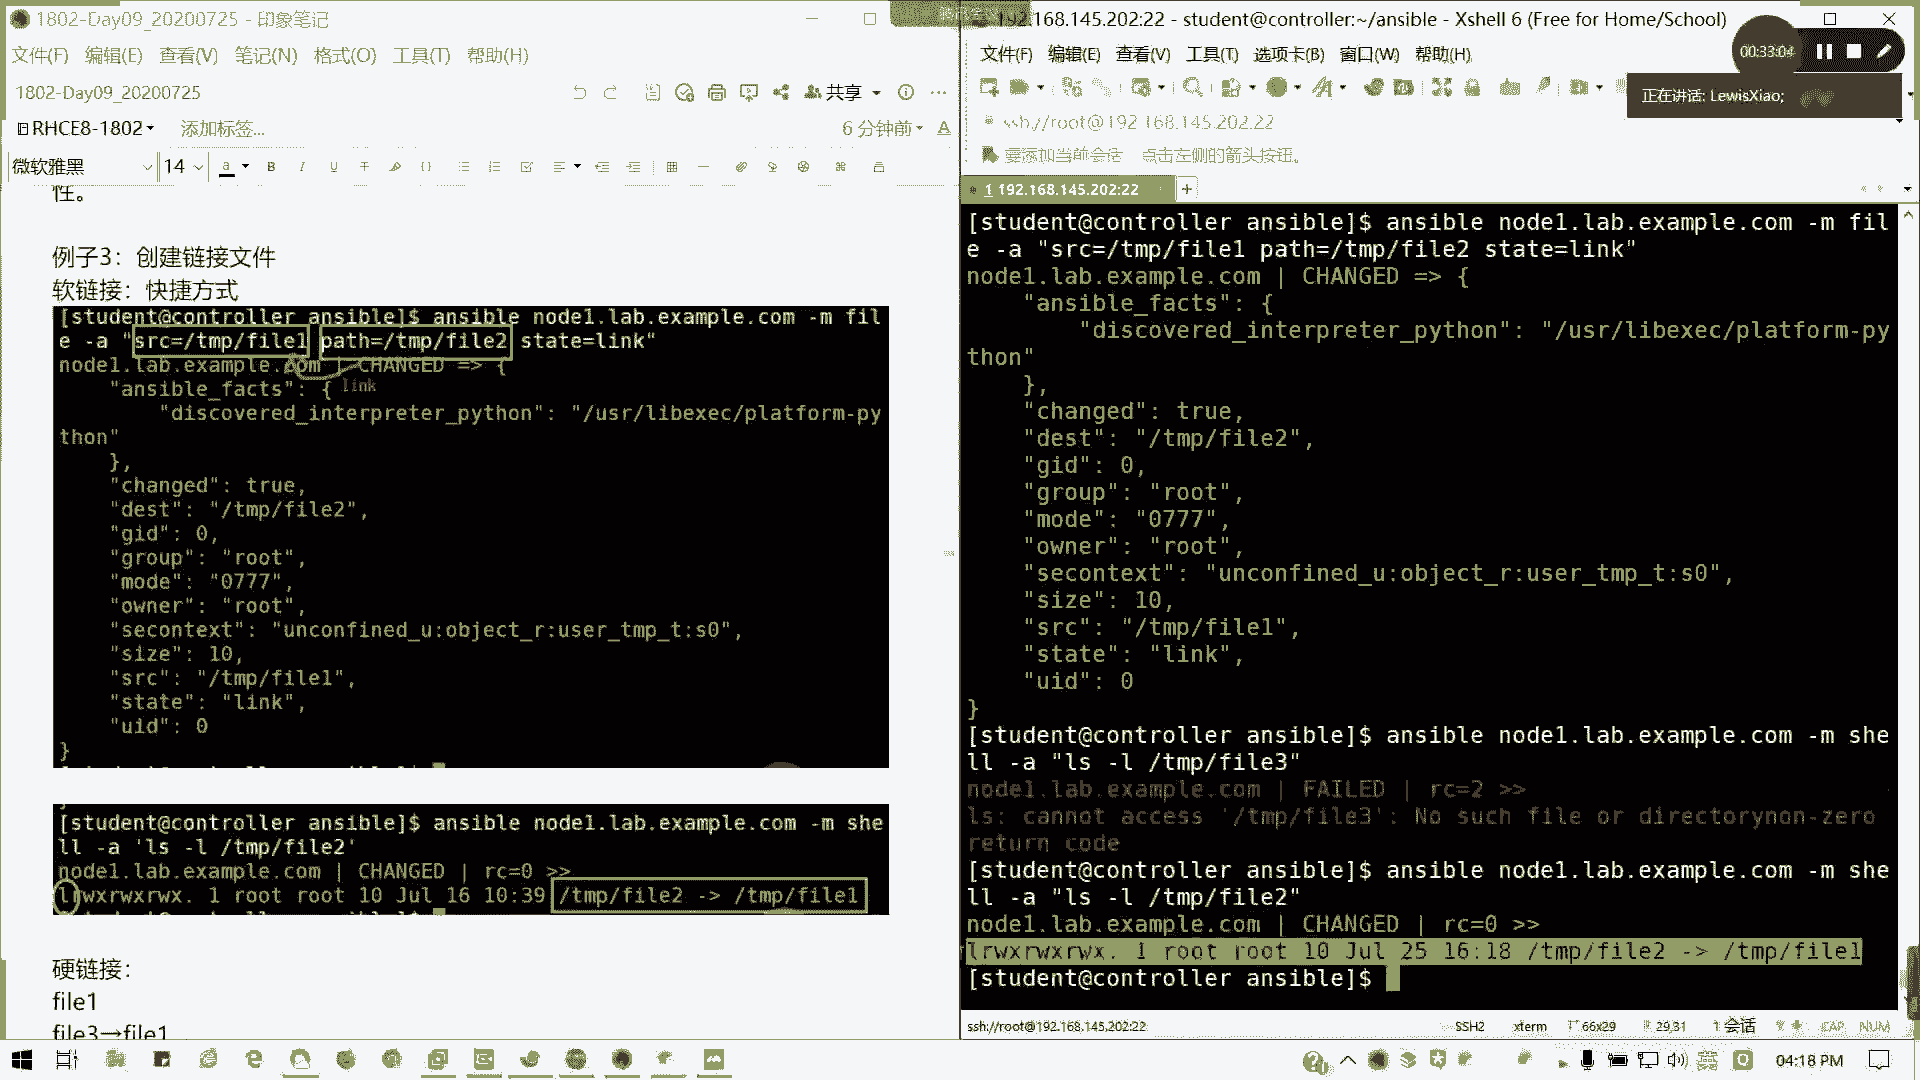 1802-Day09_20200725 - 印象笔记
文件(F) 编辑(E) 查看(V) 笔记(N) 格式(O) 工具(T) 帮助(H)
1802-Day09_20200725
共享
RHCE8-1802
添加标签...
6 分钟前
微软雅黑
14
性。
例子3：创建链接文件
软链接：快捷方式
[student@controller ansible]$ ansible node1.lab.example.com -m fil
e -a "src=/tmp/file1 path=/tmp/file2 state=link"
node1.lab.example.com | CHANGED => {
"ansible_facts": {
link
"discovered_interpreter_python": "/usr/libexec/platform-py
thon"
},
"changed": true,
"dest": "/tmp/file2",
"gid": 0,
"group": "root",
"mode": "0777",
"owner": "root",
"secontext": "unconfined_u:object_r:user_tmp_t:s0",
"size": 10,
"src": "/tmp/file1",
"state": "link",
"uid": 0
}
[student@controller ansible]$ ansible node1.lab.example.com -m she
ll -a 'ls -l /tmp/file2'
node1.lab.example.com | CHANGED | rc=0 >>
lrwxrwxrwx. 1 root root 10 Jul 16 10:39 /tmp/file2 -> /tmp/file1
硬链接：
file1
file3→file1
192.168.145.202:22 - student@controller:~/ansible - Xshell 6 (Free for Home/School)
文件(F) 编辑(E) 查看(V) 工具(T) 选项卡(B) 窗口(W) 帮助(H)
00:33:04
正在讲话: LewisXiao;
ssh://root@192.168.145.202:22
要添加当前会话，点击左侧的箭头按钮。
1 192.168.145.202:22
[student@controller ansible]$ ansible node1.lab.example.com -m fil
e -a "src=/tmp/file1 path=/tmp/file2 state=link"
node1.lab.example.com | CHANGED => {
"ansible_facts": {
"discovered_interpreter_python": "/usr/libexec/platform-py
thon"
},
"changed": true,
"dest": "/tmp/file2",
"gid": 0,
"group": "root",
"mode": "0777",
"owner": "root",
"secontext": "unconfined_u:object_r:user_tmp_t:s0",
"size": 10,
"src": "/tmp/file1",
"state": "link",
"uid": 0
}
[student@controller ansible]$ ansible node1.lab.example.com -m she
ll -a "ls -l /tmp/file3"
node1.lab.example.com | FAILED | rc=2 >>
ls: cannot access '/tmp/file3': No such file or directorynon-zero
return code
[student@controller ansible]$ ansible node1.lab.example.com -m she
ll -a "ls -l /tmp/file2"
node1.lab.example.com | CHANGED | rc=0 >>
lrwxrwxrwx. 1 root root 10 Jul 25 16:18 /tmp/file2 -> /tmp/file1
[student@controller ansible]$
ssh://root@192.168.145.202:22
SSH2 xterm 66x29 29,31 1 会话 CAP NUM
04:18 PM